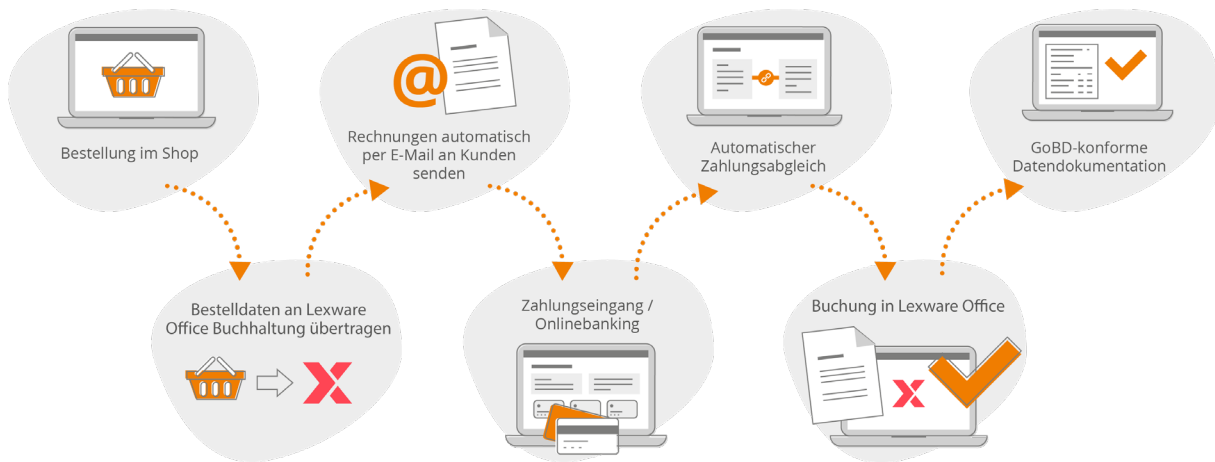 Bestellung im Shop
Bestelldaten an Lexware
Office Buchhaltung übertragen
@
Rechnungen automatisch
per E-Mail an Kunden
senden
Zahlungseingang /
Onlinebanking
Automatischer
Zahlungsabgleich
Buchung in Lexware Office
GoBD-konforme
Datendokumentation